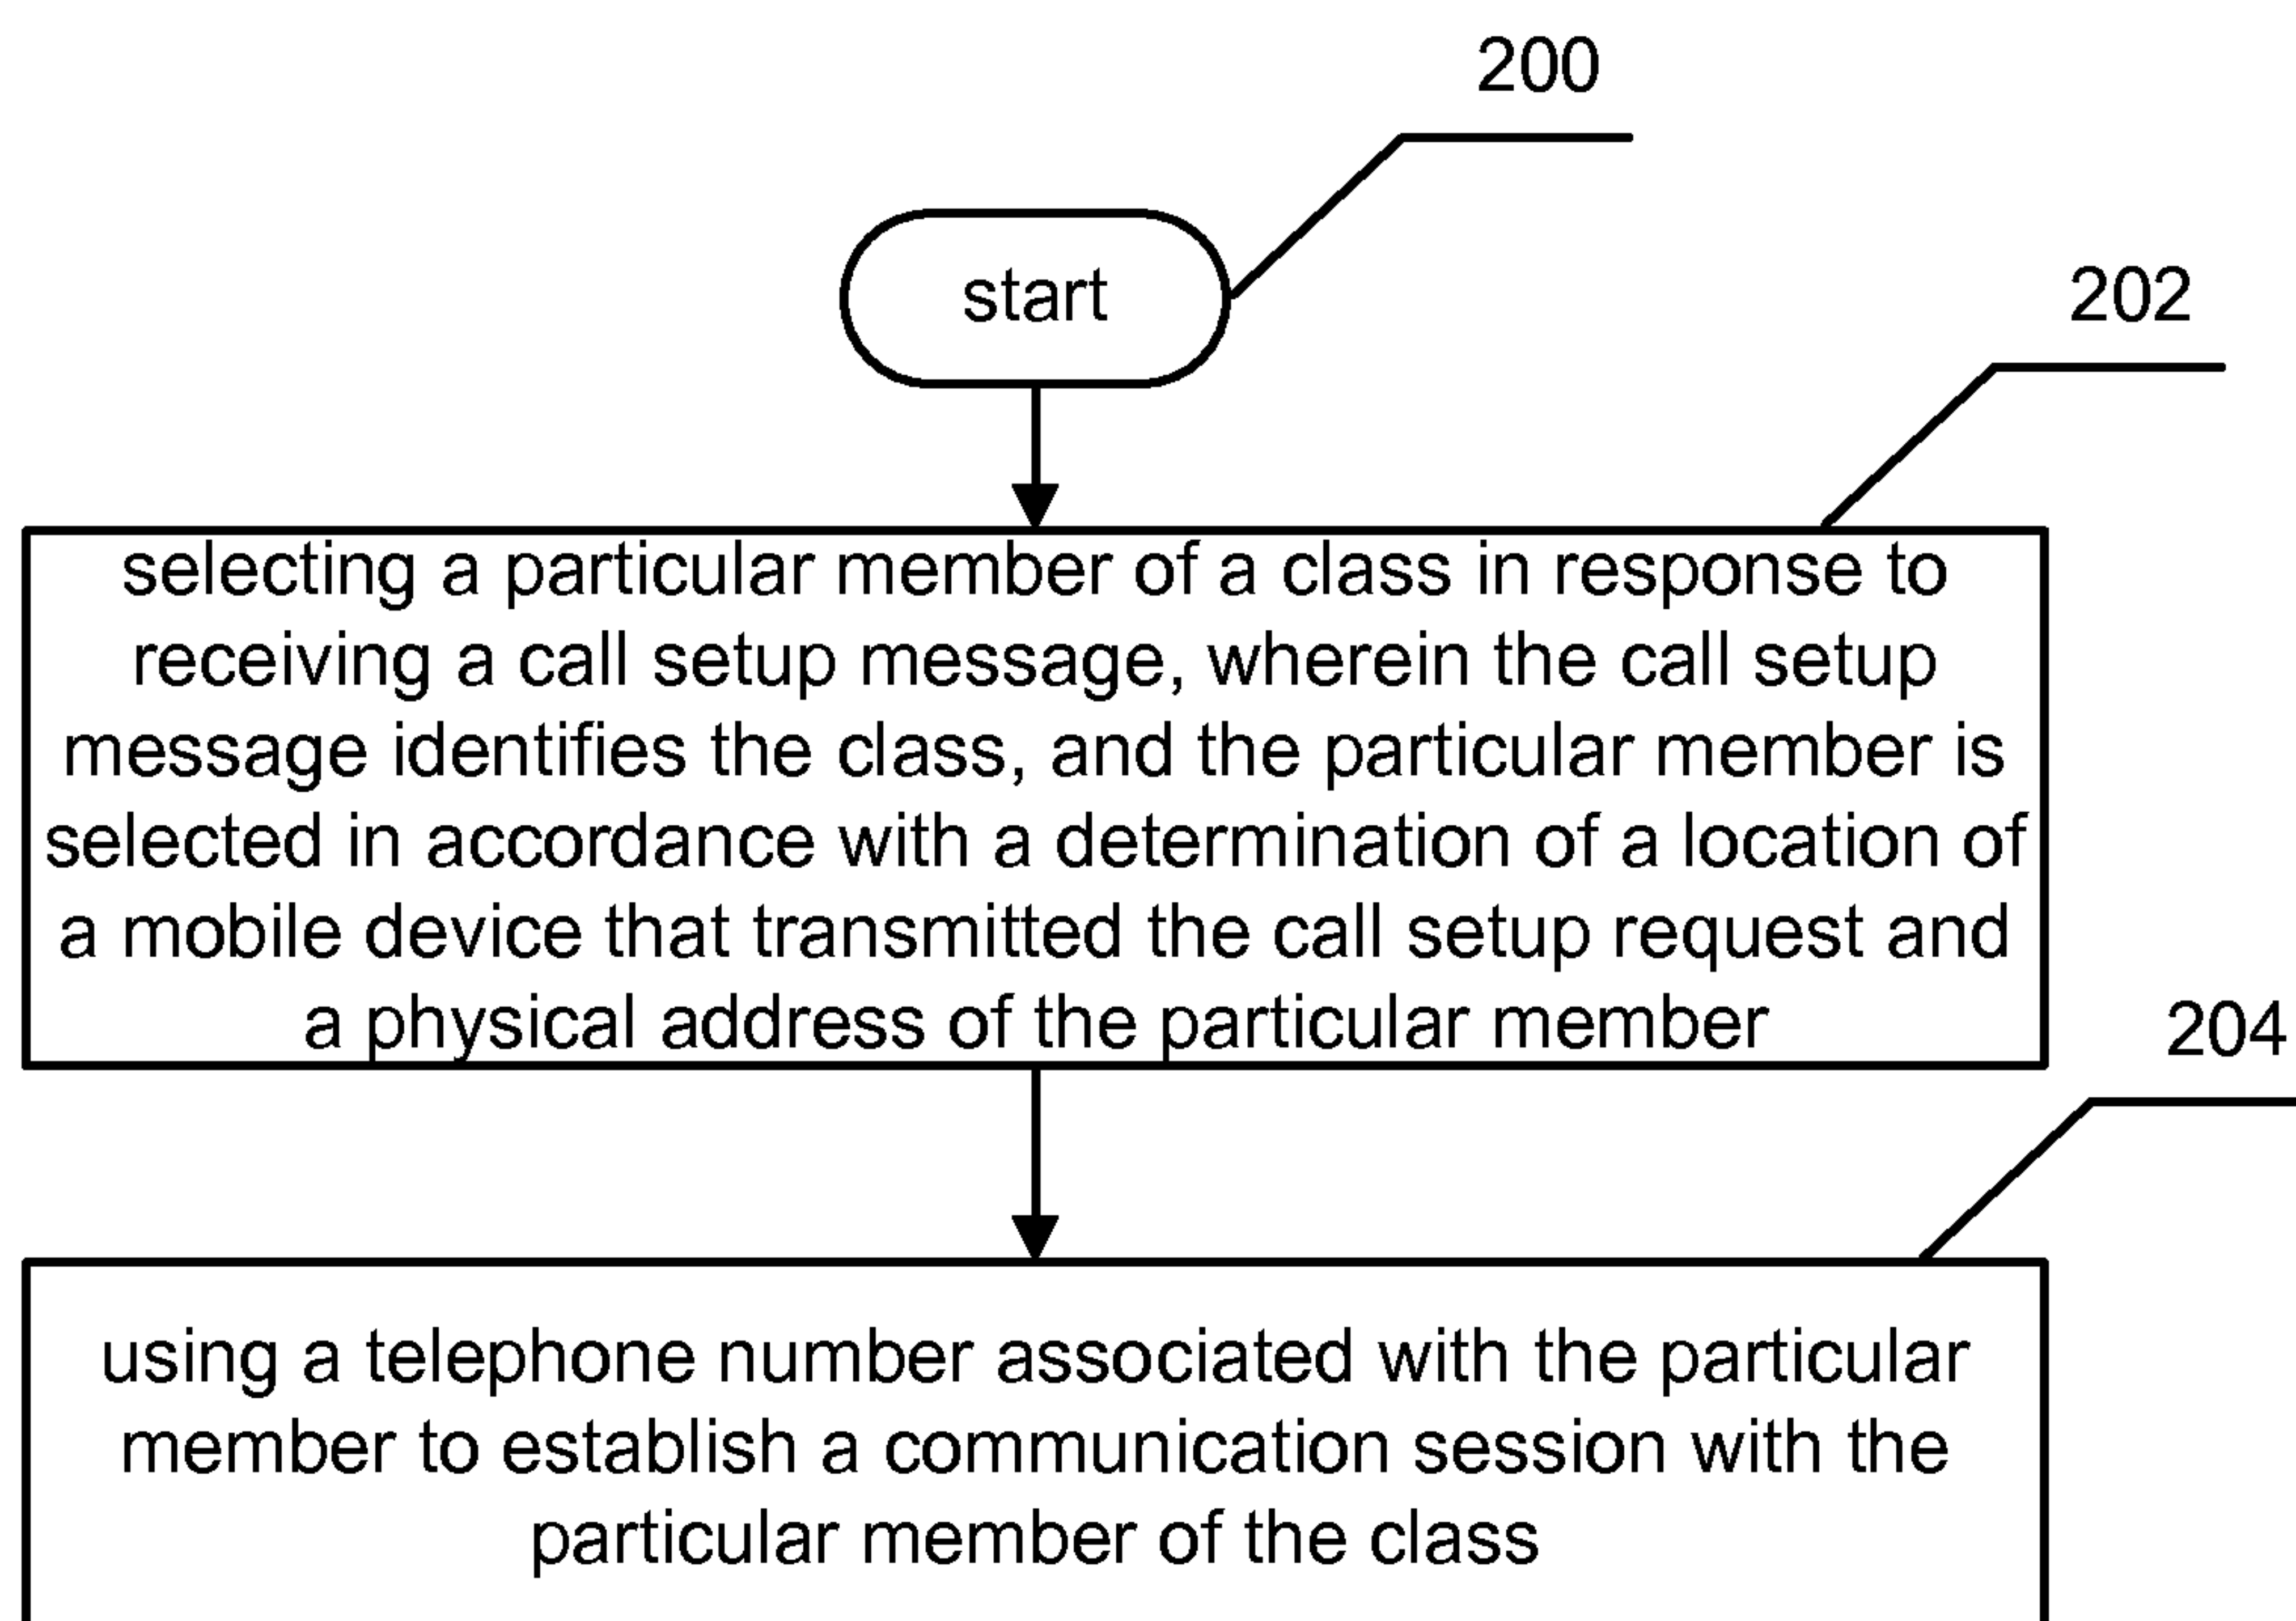 200
start
202
selecting a particular member of a class in response to
receiving a call setup message, wherein the call setup
message identifies the class, and the particular member is
selected in accordance with a determination of a location of
a mobile device that transmitted the call setup request and
a physical address of the particular member
204
using a telephone number associated with the particular
member to establish a communication session with the
particular member of the class